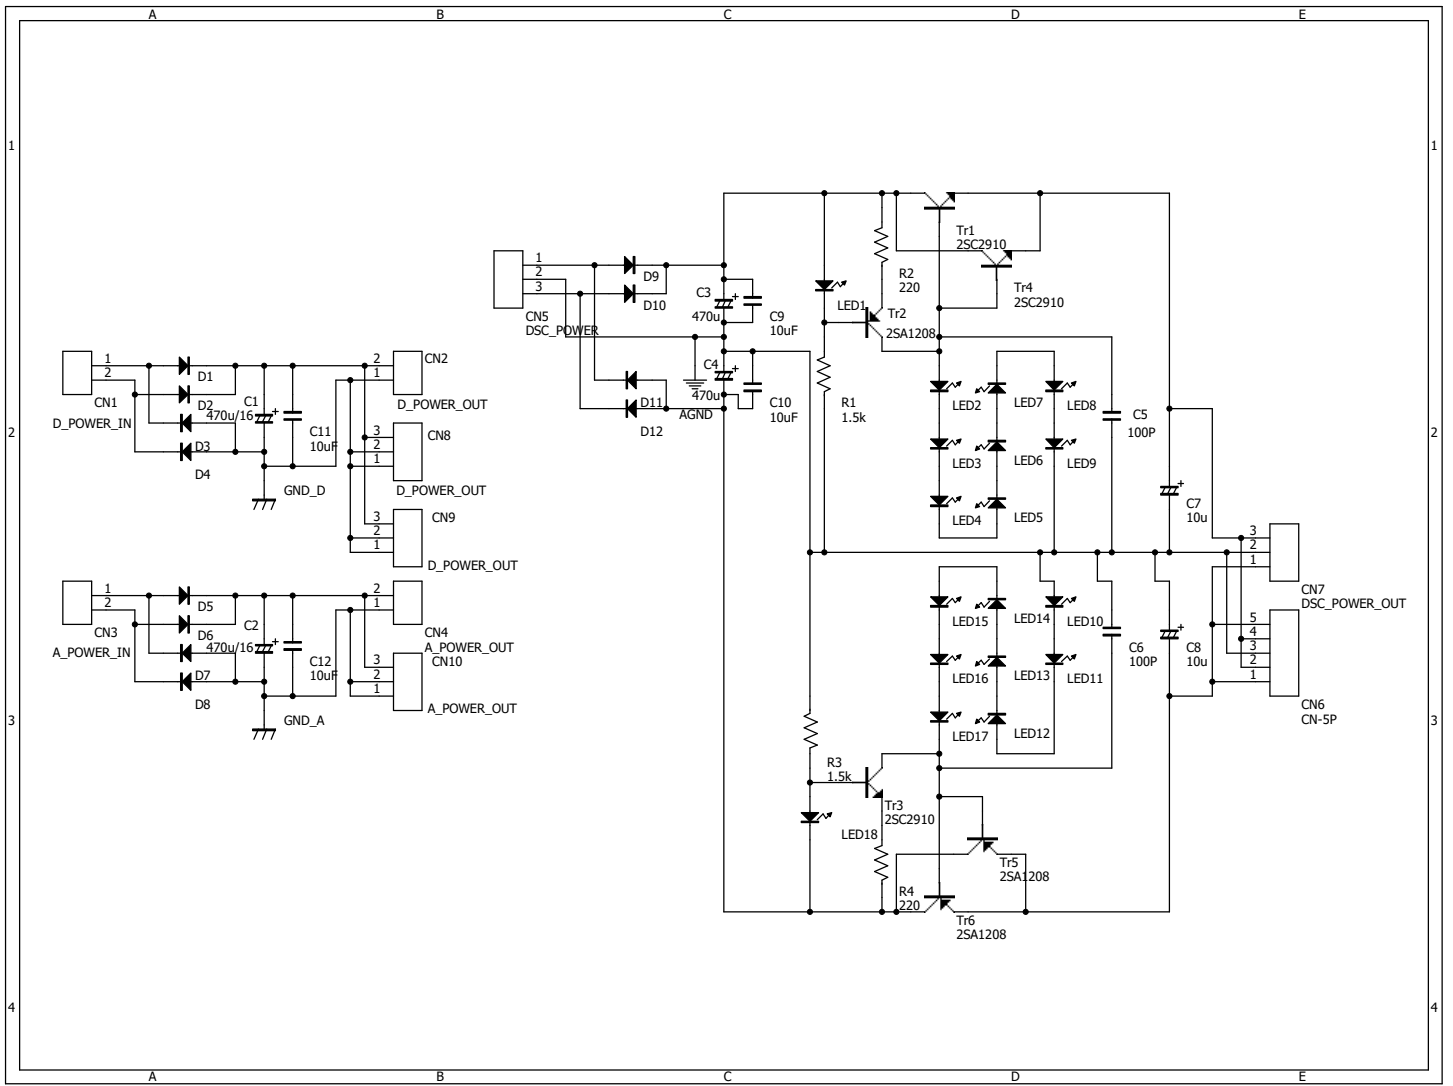 A B C D E
1 1
Tr1
2SC2910
1
2
3
D9
R2
220
Tr4
2SC2910
C3
470u
LED1
D10
CN5
DSC_POWER
C9
10uF
Tr2
2SA1208
1
2
2
1
CN2
D1
C4
D2
C1
470u/16
CN1
D_POWER_IN
D_POWER_OUT
D11
470u
AGND
C10
10uF
R1
1.5k
LED2
LED7
LED8
C5
100P
D12
2 2
C11
10uF
3
2
1
CN8
D3
D4
LED3
LED6
LED9
GND_D
D_POWER_OUT
C7
10u
CN9
3
2
1
LED4
LED5
3
2
1
D_POWER_OUT
CN7
DSC_POWER_OUT
1
2
2
1
D5
D6
C2
470u/16
CN3
A_POWER_IN
CN4
A_POWER_OUT
LED15
LED14
LED10
C6
100P
C8
10u
5
4
3
2
1
C12
10uF
CN10
3
2
1
D7
D8
LED16
LED13
LED11
A_POWER_OUT
CN6
CN-5P
3 3
GND_A
LED17
LED12
R3
1.5k
Tr3
2SC2910
LED18
Tr5
2SA1208
R4
220
Tr6
2SA1208
4 4
A B C D E